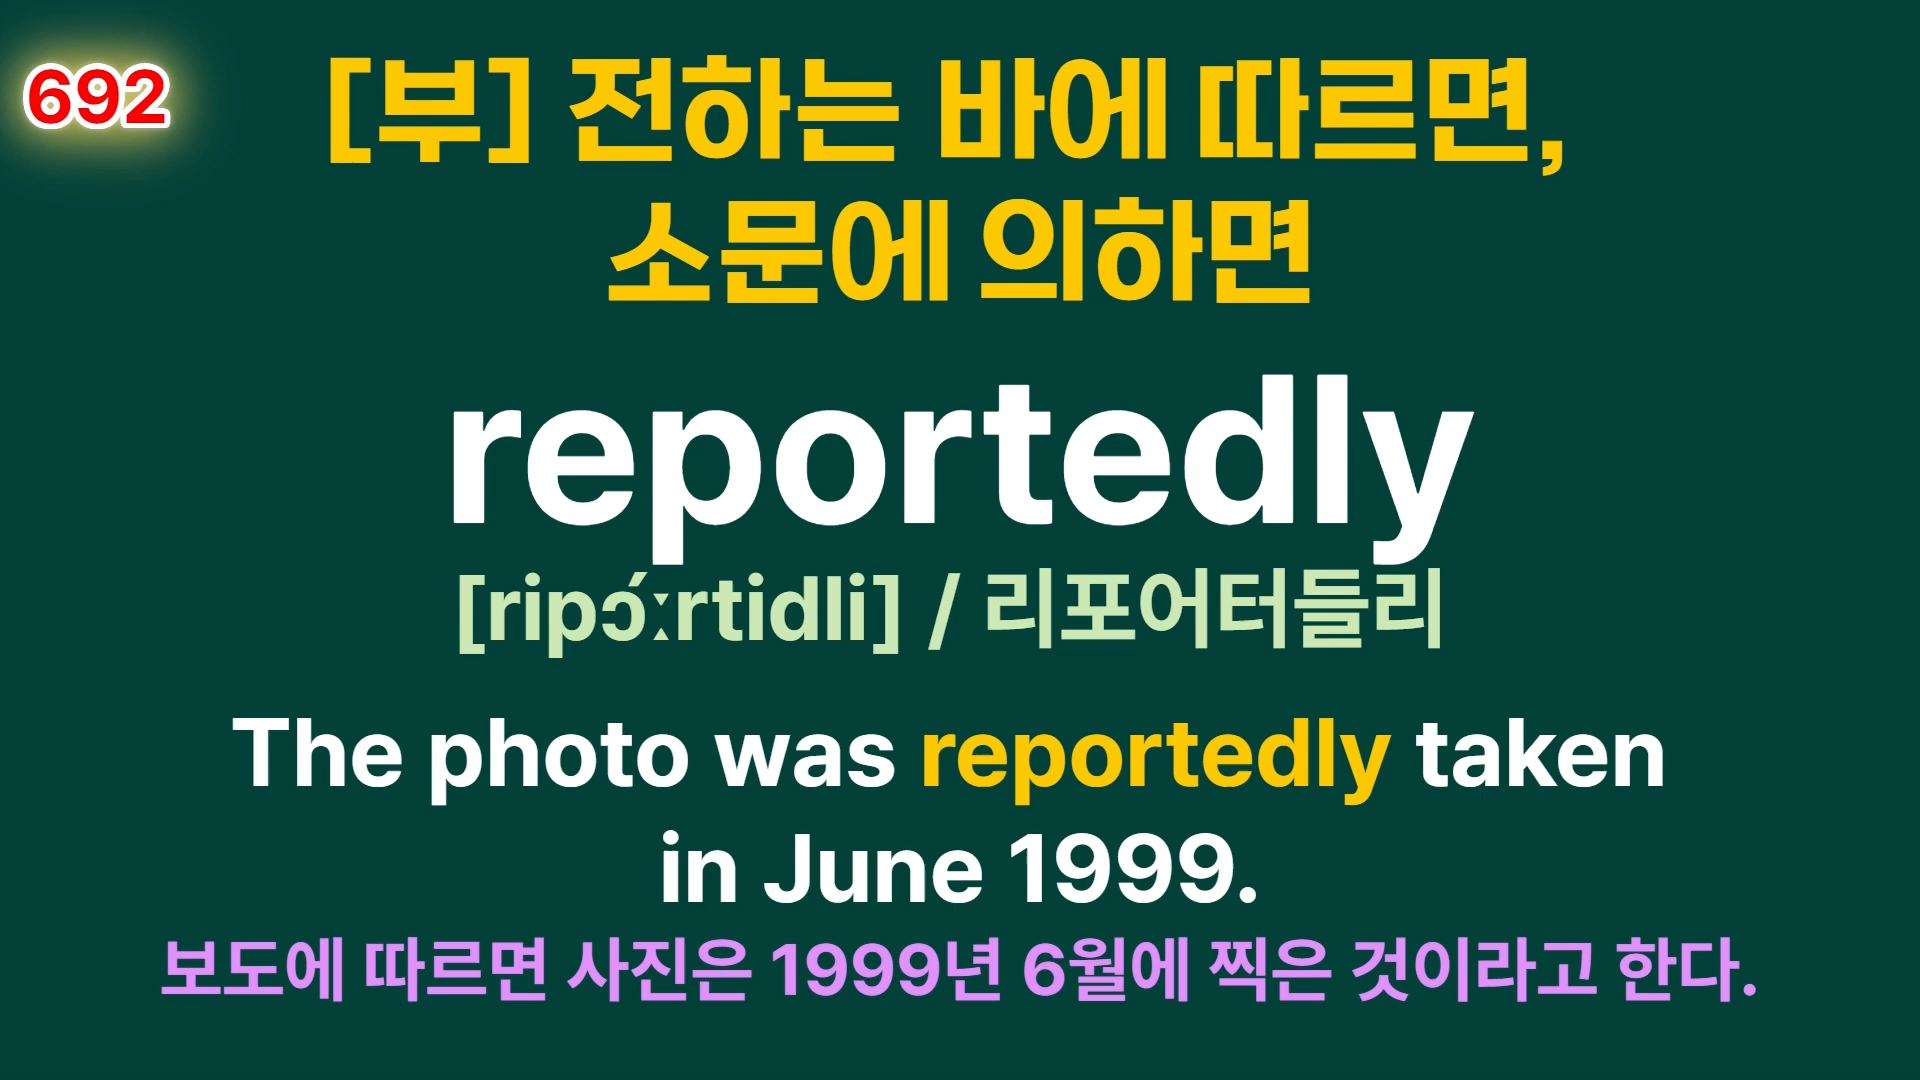 692
[부] 전하는 바에 따르면,
소문에 의하면
reportedly
[ripɔ́ːrtidli] / 리포어터들리
The photo was reportedly taken
in June 1999.
보도에 따르면 사진은 1999년 6월에 찍은 것이라고 한다.